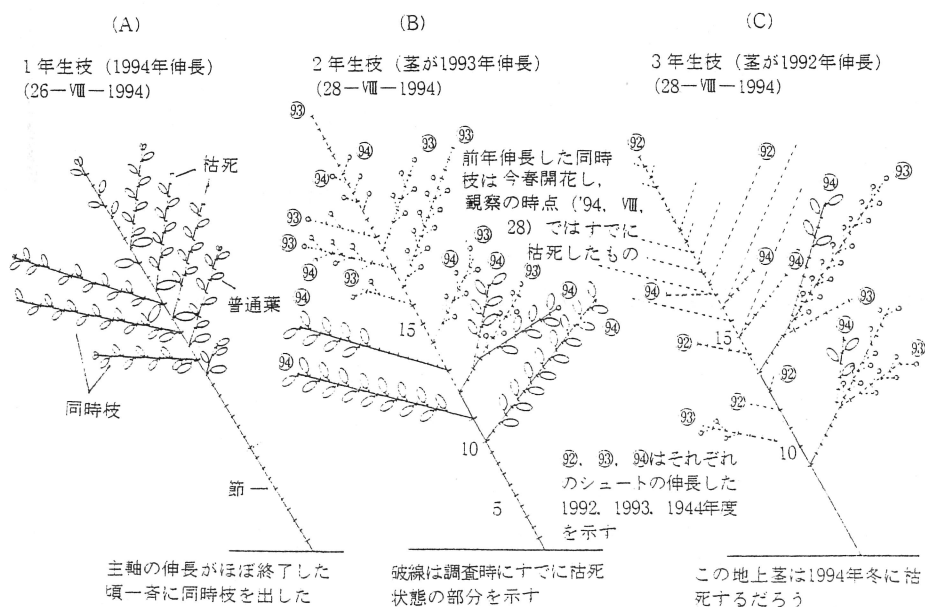 (A)
1年生枝（1994年伸長）
(26—Ⅷ—1994)
枯死
普通葉
同時枝
節
主軸の伸長がほぼ終了した
頃一斉に同時枝を出した
(B)
2年生枝（茎が1993年伸長）
(28—Ⅷ—1994)
㊸
前年伸長した同時
枝は今春開花し，
観察の時点（'94，Ⅷ，
28）ではすでに
枯死したもの
15
10
5
破線は調査時にすでに枯死
状態の部分を示す
92，93，94はそれぞれ
のシュートの伸長した
1992．1993．1944年度
を示す
(C)
3年生枝（茎が1992年伸長）
(28—Ⅷ—1994)
15
10
この地上茎は1994年冬に枯
死するだろう